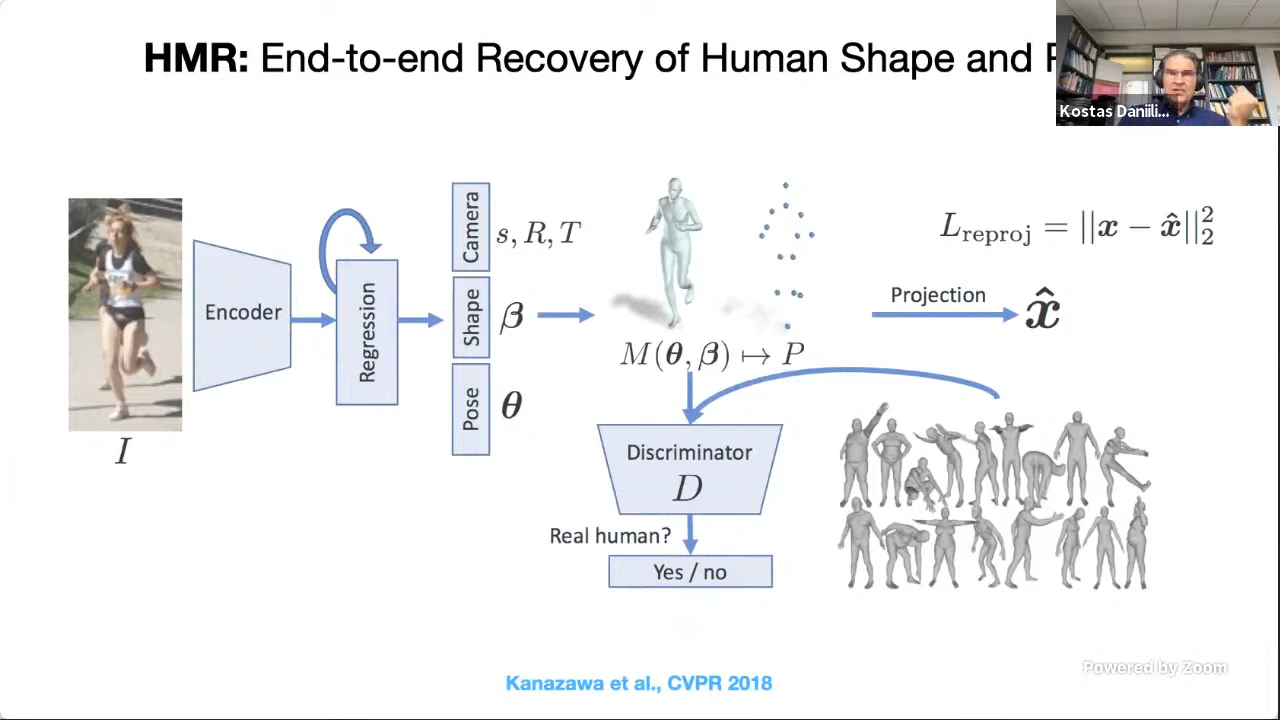 HMR: End-to-end Recovery of Human Shape and
Kostas Daniili...
Camera
s, R, T
L_reproj = ||x − x̂||₂²
Encoder
Regression
Shape
β
Projection
x̂
M(θ, β) ↦ P
Pose
θ
I
Discriminator
D
Real human?
Yes / no
Powered by Zoom
Kanazawa et al., CVPR 2018